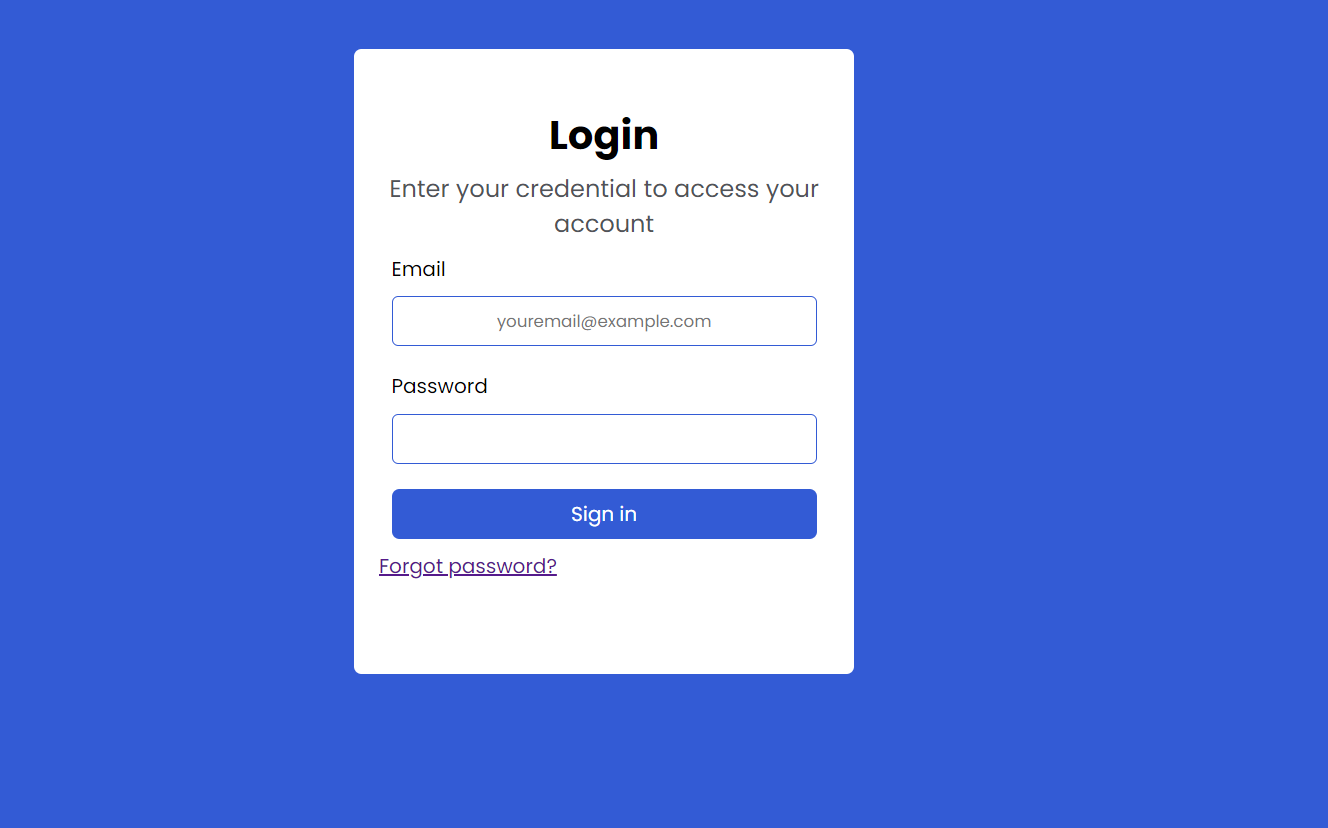 Login
Enter your credential to access your
account
Email
youremail@example.com
Password
Sign in
Forgot password?